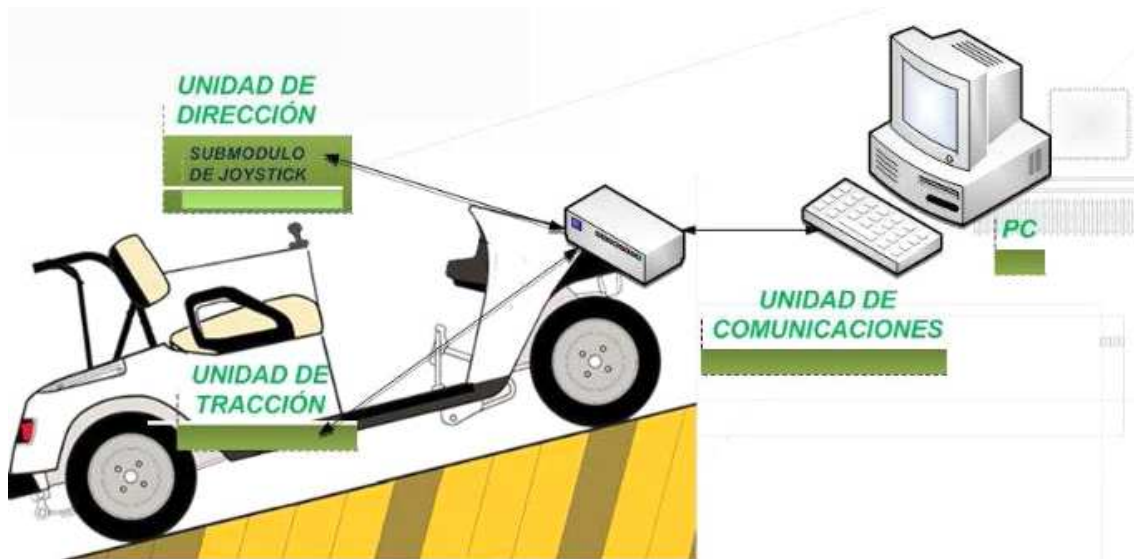 UNIDAD DE
DIRECCIÓN
SUBMODULO
DE JOYSTICK
PC
UNIDAD DE
COMUNICACIONES
UNIDAD DE
TRACCIÓN